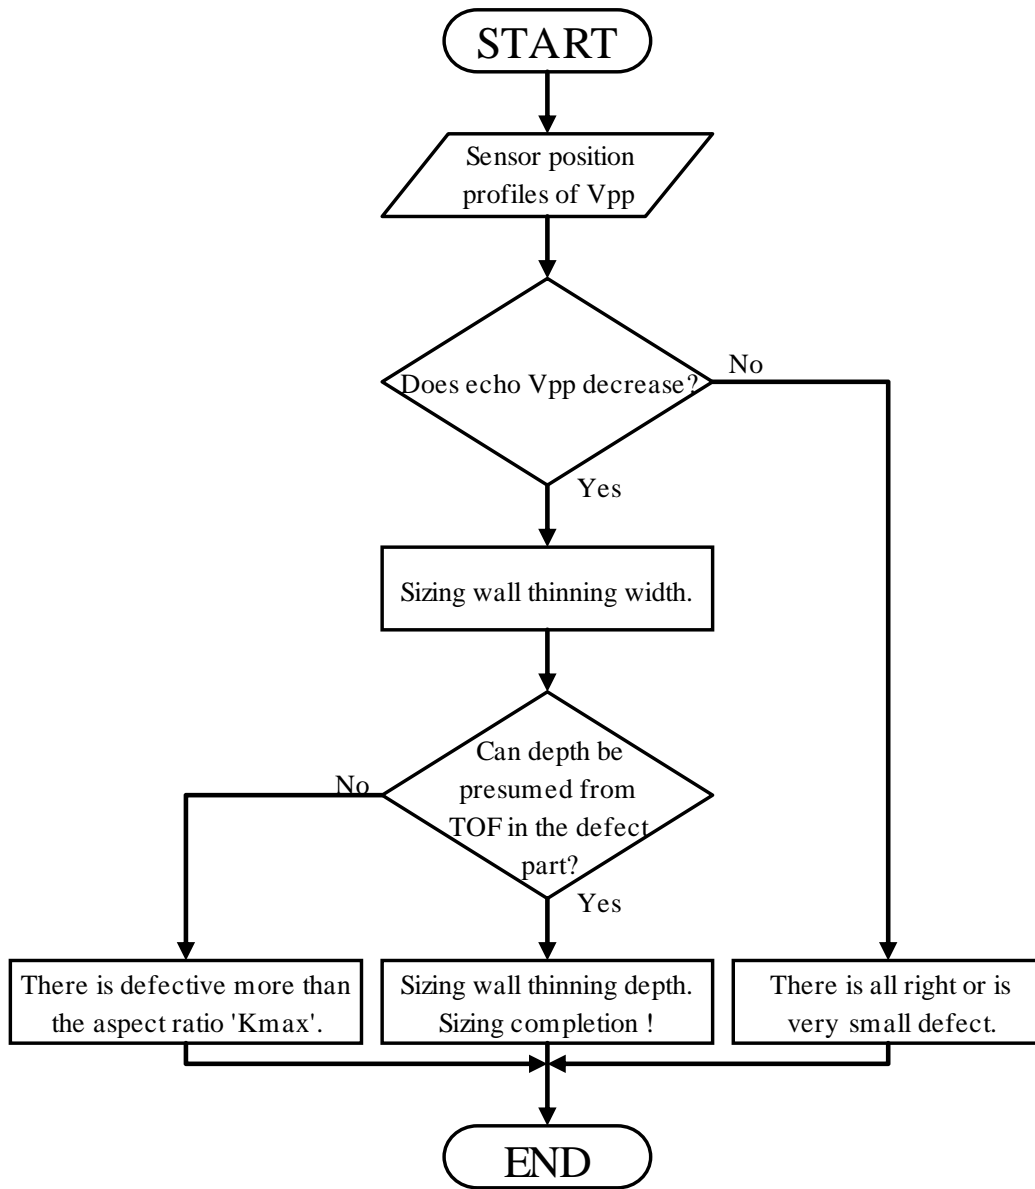 START
Sensor position
profiles of Vpp
Does echo Vpp decrease?
No
Yes
Sizing wall thinning width.
Can depth be
presumed from
TOF in the defect
part?
No
Yes
There is defective more than
the aspect ratio 'Kmax'.
Sizing wall thinning depth.
Sizing completion !
There is all right or is
very small defect.
END